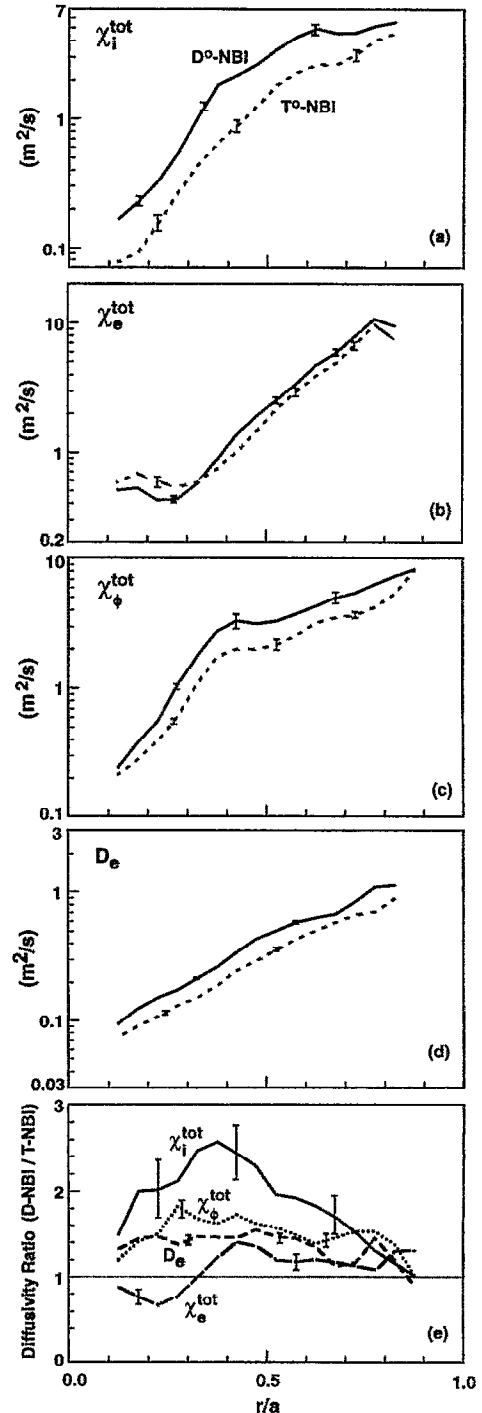 7
χ_i^tot
D⁰-NBI
T⁰-NBI
1
(m²/s)
0.1
(a)
χ_e^tot
10
(m²/s)
1
0.2
(b)
10
χ_ϕ^tot
(m²/s)
1
0.1
(c)
3
D_e
1
(m²/s)
0.1
0.03
(d)
3
Diffusivity Ratio (D-NBI / T-NBI)
χ_i^tot
2
χ_ϕ^tot
D_e
1
χ_e^tot
0
(e)
0.0
0.5
1.0
r/a